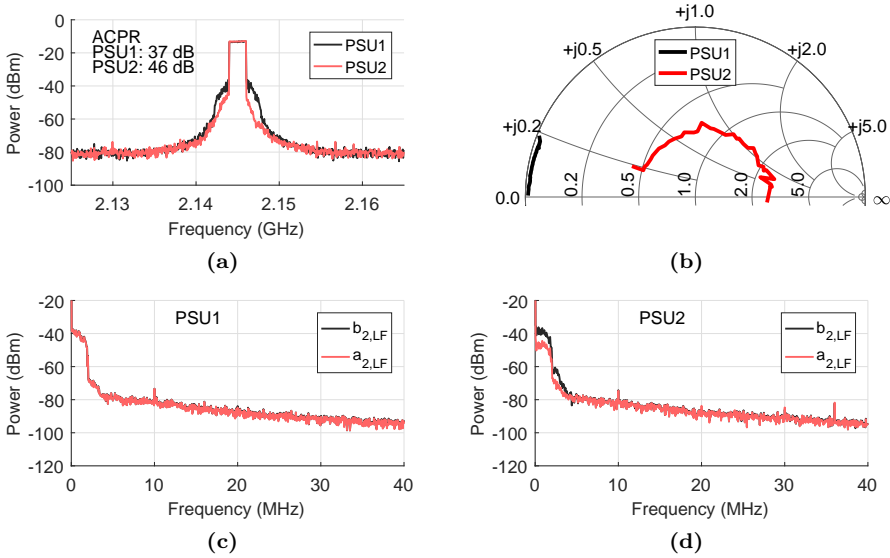 0
-20
-40
-60
-80
-100
Power (dBm)
ACPR
PSU1: 37 dB
PSU2: 46 dB
PSU1
PSU2
2.13
2.14
2.15
2.16
Frequency (GHz)
(a)
+j1.0
+j0.5
+j2.0
+j0.2
+j5.0
PSU1
PSU2
0.0
0.2
0.5
1.0
2.0
5.0
∞
(b)
-20
-40
-60
-80
-100
-120
Power (dBm)
PSU1
b2,LF
a2,LF
0
10
20
30
40
Frequency (MHz)
(c)
-20
-40
-60
-80
-100
-120
Power (dBm)
PSU2
b2,LF
a2,LF
0
10
20
30
40
Frequency (MHz)
(d)